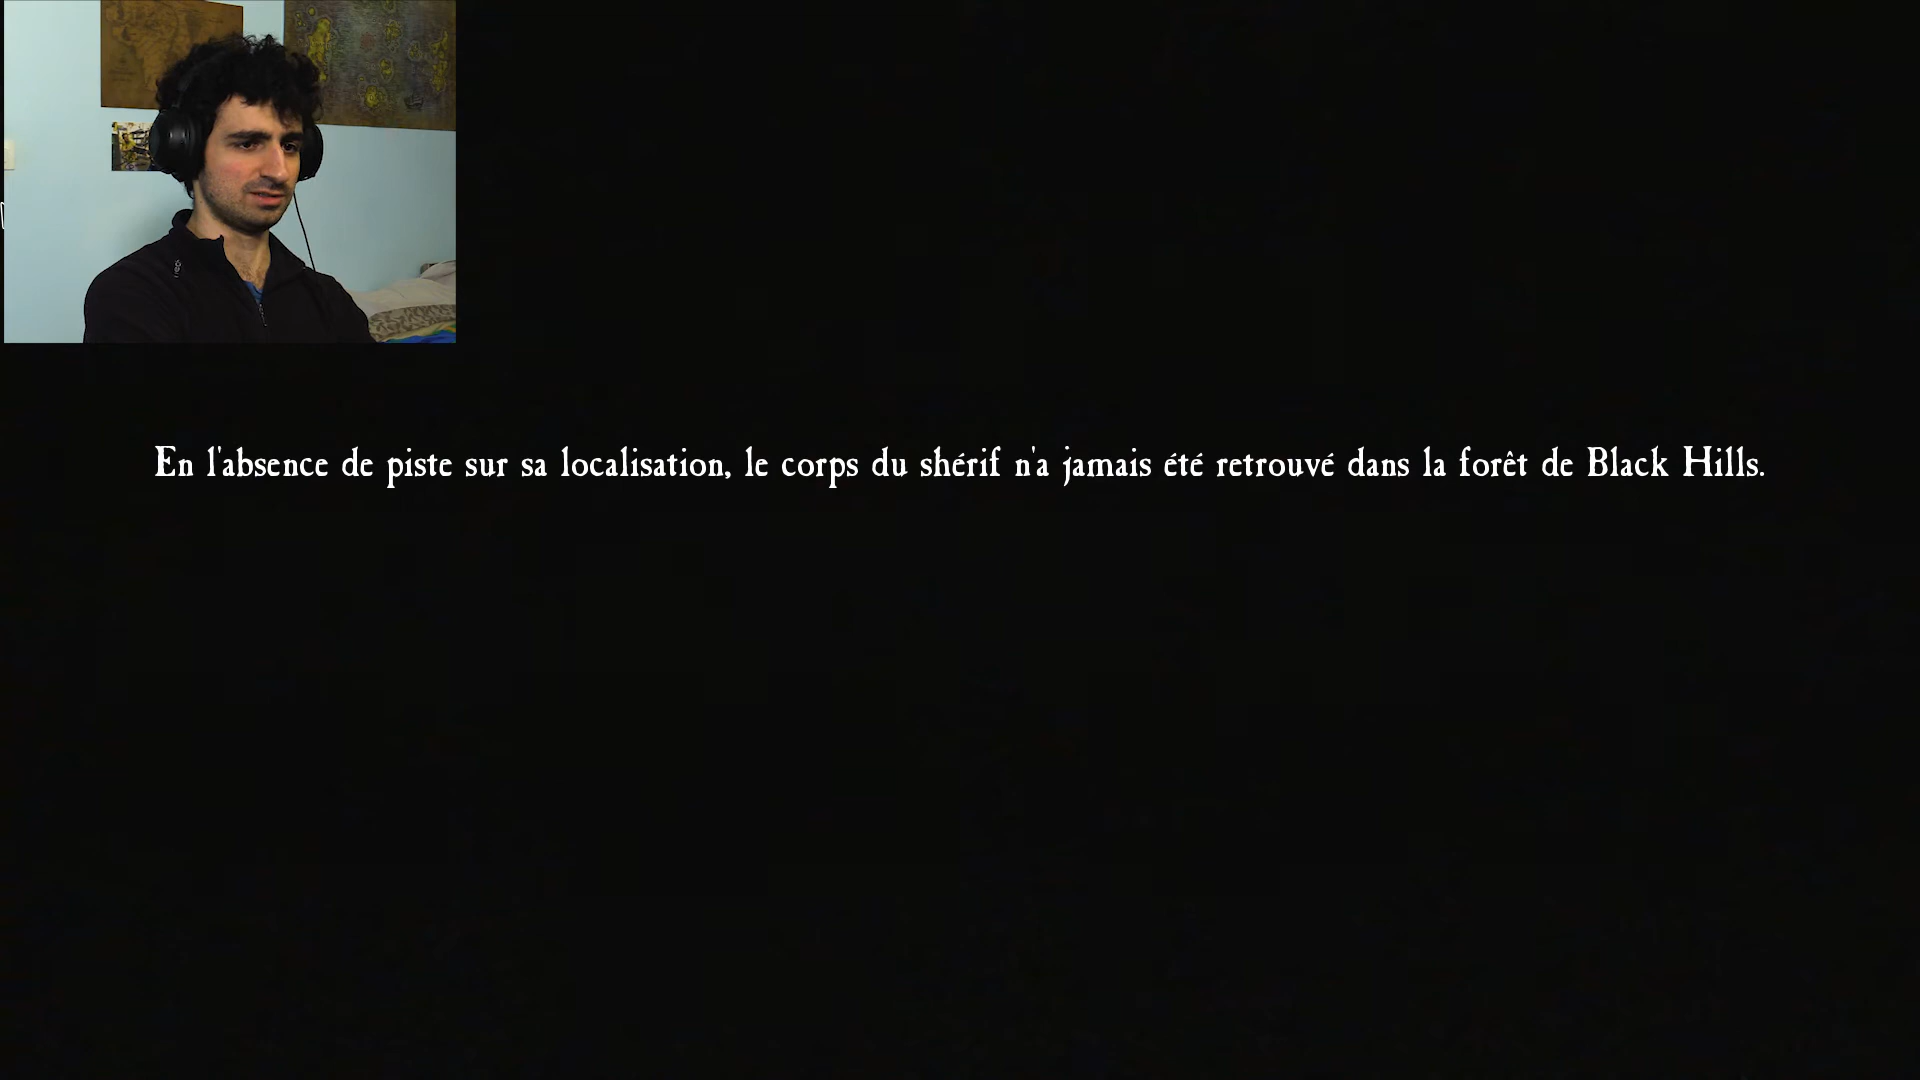 En l'absence de piste sur sa localisation, le corps du shérif n'a jamais été retrouvé dans la forêt de Black Hills.